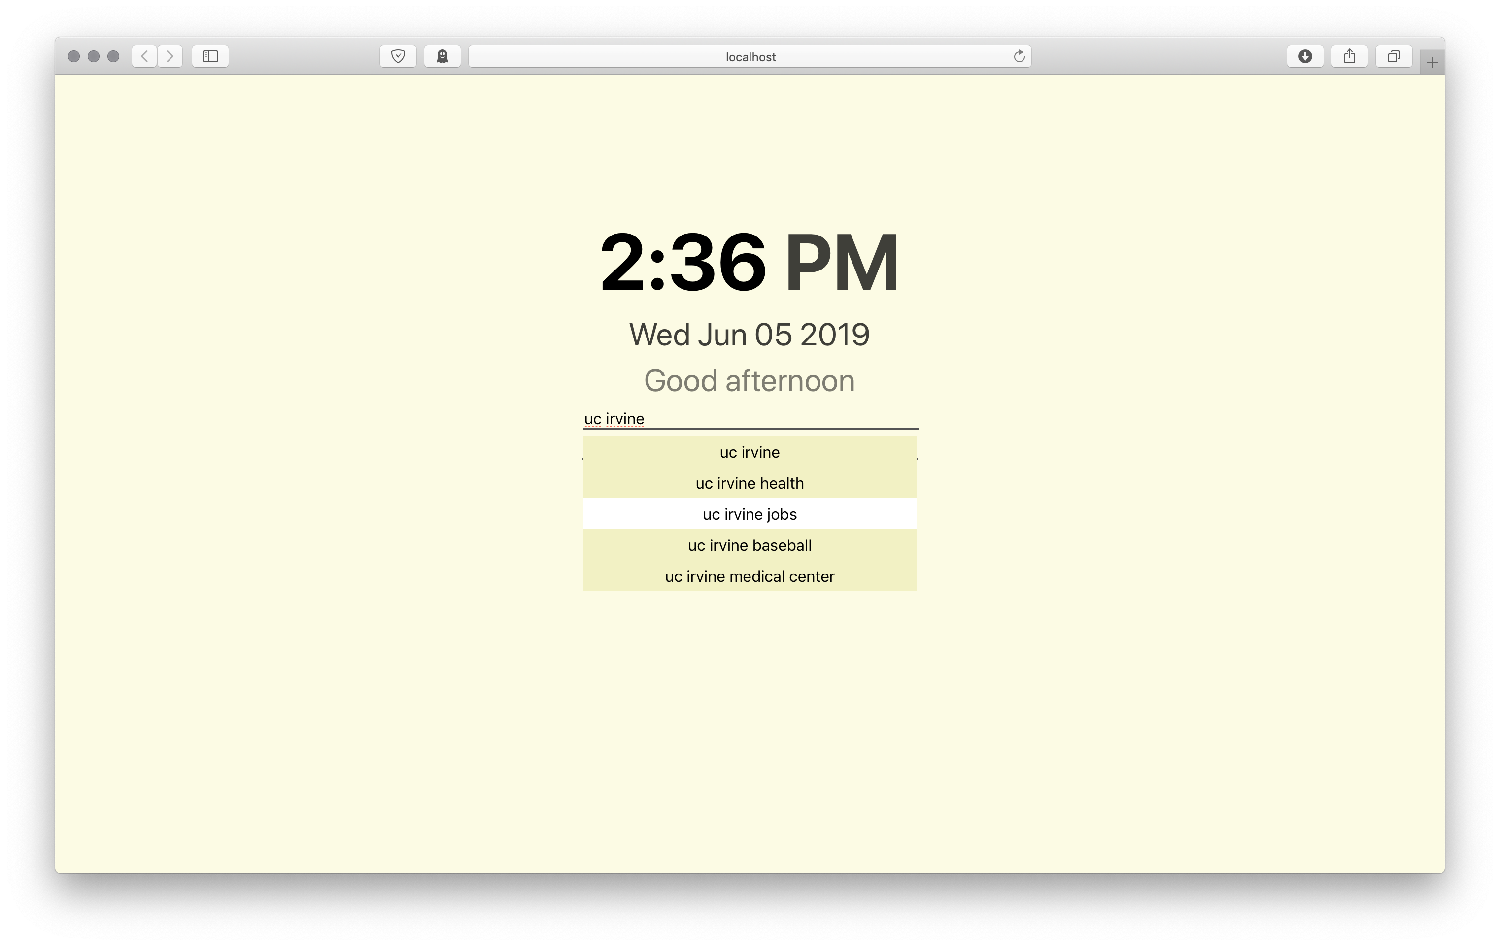 localhost
2:36 PM
Wed Jun 05 2019
Good afternoon
uc irvine
uc irvine
uc irvine health
uc irvine jobs
uc irvine baseball
uc irvine medical center